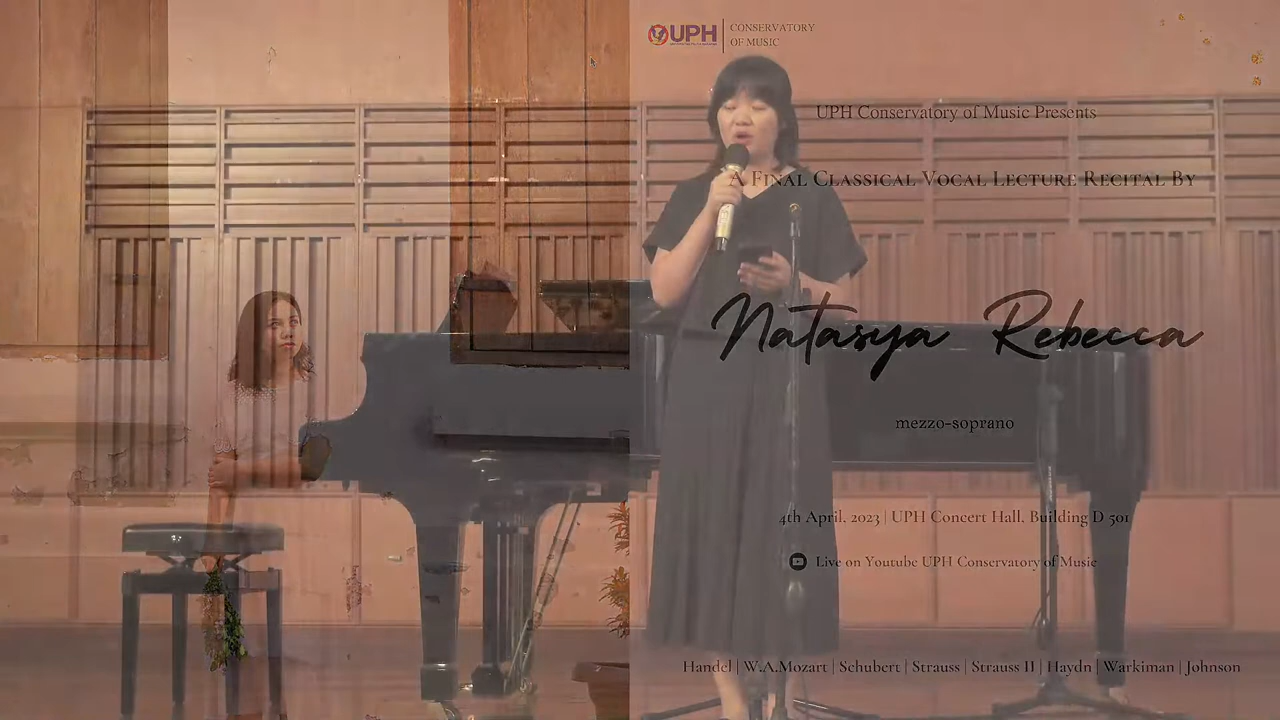 UPH
CONSERVATORY
OF MUSIC
UPH Conservatory of Music Presents
A Final Classical Vocal Lecture Recital By
Natasya Rebecca
mezzo-soprano
4th April. 2023 | UPH Concert Hall. Building D 501
Live on Youtube UPH Conservatory of Music
Handel | W.A.Mozart | Schubert | Strauss | Strauss II | Haydn | Warkiman | Johnson